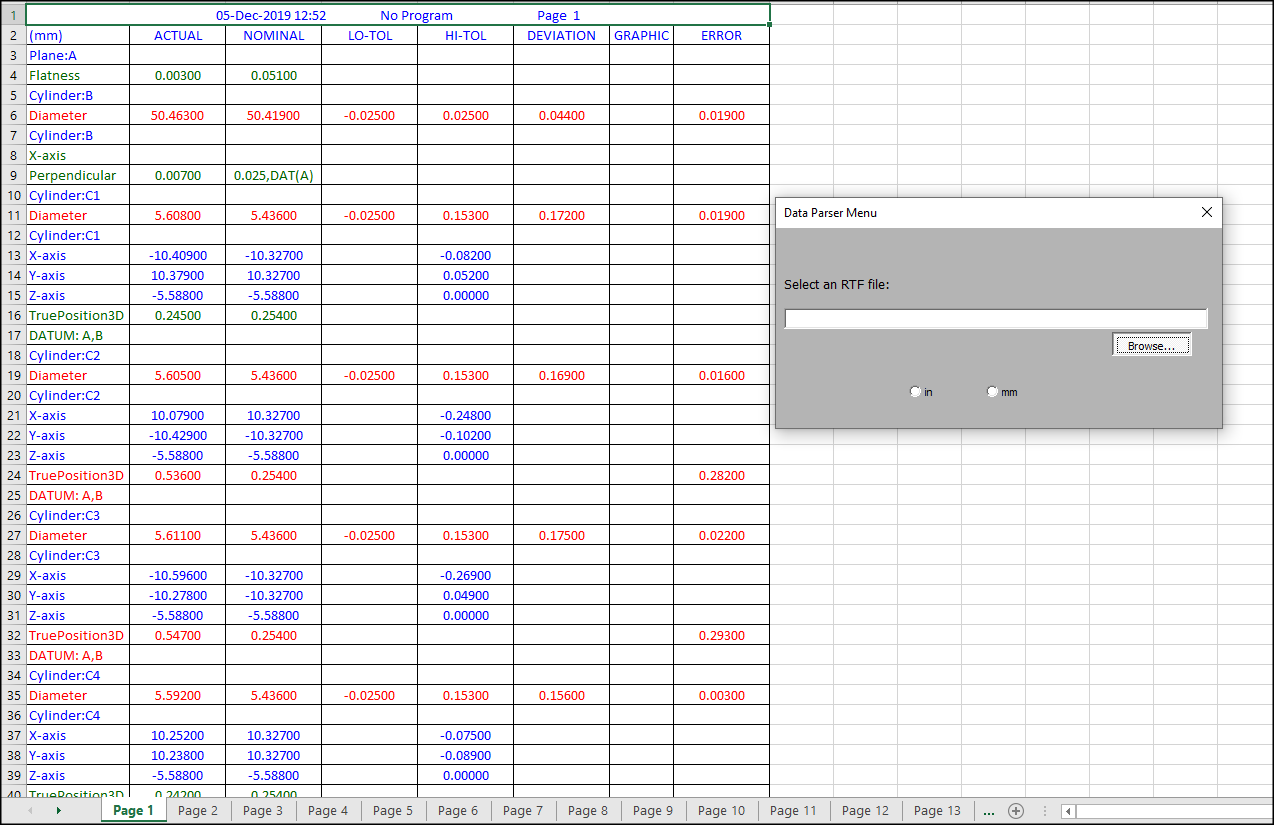 1 05-Dec-2019 12:52 No Program Page 1
2 (mm) ACTUAL NOMINAL LO-TOL HI-TOL DEVIATION GRAPHIC ERROR
3 Plane:A
4 Flatness 0.00300 0.05100
5 Cylinder:B
6 Diameter 50.46300 50.41900 -0.02500 0.02500 0.04400 0.01900
7 Cylinder:B
8 X-axis
9 Perpendicular 0.00700 0.025,DAT(A)
10 Cylinder:C1
11 Diameter 5.60800 5.43600 -0.02500 0.15300 0.17200 0.01900
12 Cylinder:C1
13 X-axis -10.40900 -10.32700 -0.08200
14 Y-axis 10.37900 10.32700 0.05200
15 Z-axis -5.58800 -5.58800 0.00000
16 TruePosition3D 0.24500 0.25400
17 DATUM: A,B
18 Cylinder:C2
19 Diameter 5.60500 5.43600 -0.02500 0.15300 0.16900 0.01600
20 Cylinder:C2
21 X-axis 10.07900 10.32700 -0.24800
22 Y-axis -10.42900 -10.32700 -0.10200
23 Z-axis -5.58800 -5.58800 0.00000
24 TruePosition3D 0.53600 0.25400 0.28200
25 DATUM: A,B
26 Cylinder:C3
27 Diameter 5.61100 5.43600 -0.02500 0.15300 0.17500 0.02200
28 Cylinder:C3
29 X-axis -10.59600 -10.32700 -0.26900
30 Y-axis -10.27800 -10.32700 0.04900
31 Z-axis -5.58800 -5.58800 0.00000
32 TruePosition3D 0.54700 0.25400 0.29300
33 DATUM: A,B
34 Cylinder:C4
35 Diameter 5.59200 5.43600 -0.02500 0.15300 0.15600 0.00300
36 Cylinder:C4
37 X-axis 10.25200 10.32700 -0.07500
38 Y-axis 10.23800 10.32700 -0.08900
39 Z-axis -5.58800 -5.58800 0.00000
40 TruePosition3D 0.24200 0.25400
Data Parser Menu
Select an RTF file:
Browse...
in mm
Page 1 Page 2 Page 3 Page 4 Page 5 Page 6 Page 7 Page 8 Page 9 Page 10 Page 11 Page 12 Page 13 ...